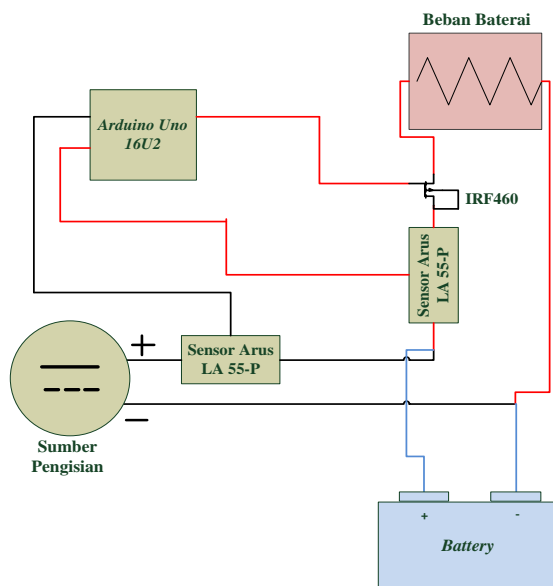 Beban Baterai
Arduino Uno
16U2
IRF460
Sensor Arus
LA 55-P
+
Sensor Arus
LA 55-P
−
Sumber
Pengisian
+
-
Battery